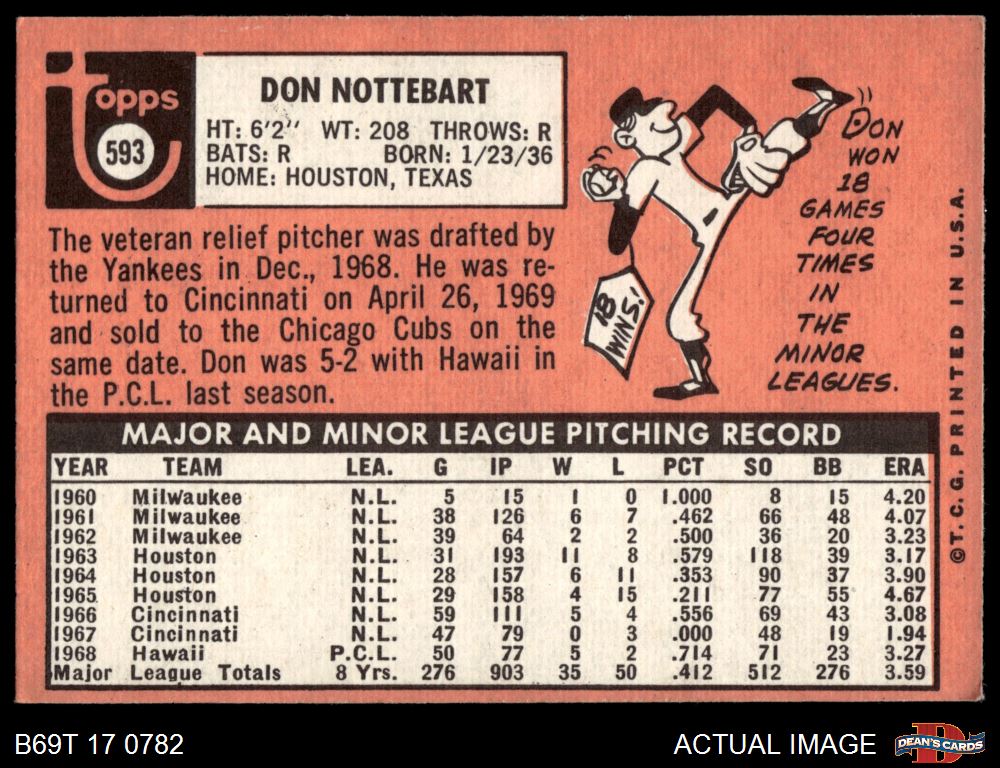 topps
593
DON NOTTEBART
HT: 6'2" WT: 208 THROWS: R
BATS: R BORN: 1/23/36
HOME: HOUSTON, TEXAS
The veteran relief pitcher was drafted by
the Yankees in Dec., 1968. He was re-
turned to Cincinnati on April 26, 1969
and sold to the Chicago Cubs on the
same date. Don was 5-2 with Hawaii in
the P.C.L. last season.
18
WINS!
DON
WON
18
GAMES
FOUR
TIMES
IN
THE
MINOR
LEAGUES.
MAJOR AND MINOR LEAGUE PITCHING RECORD
YEAR TEAM LEA. G IP W L PCT SO BB ERA
1960 Milwaukee N.L. 5 15 1 0 1.000 8 15 4.20
1961 Milwaukee N.L. 38 126 6 7 .462 66 48 4.07
1962 Milwaukee N.L. 39 64 2 2 .500 36 20 3.23
1963 Houston N.L. 31 193 11 8 .579 118 39 3.17
1964 Houston N.L. 28 157 6 11 .353 90 37 3.90
1965 Houston N.L. 29 158 4 15 .211 77 55 4.67
1966 Cincinnati N.L. 59 111 5 4 .556 69 43 3.08
1967 Cincinnati N.L. 47 79 0 3 .000 48 19 1.94
1968 Hawaii P.C.L. 50 77 5 2 .714 71 23 3.27
Major League Totals 8 Yrs. 276 903 35 50 .412 512 276 3.59
©T.C.G. PRINTED IN U.S.A.
B69T 17 0782
ACTUAL IMAGE
D
DEAN'S CARDS